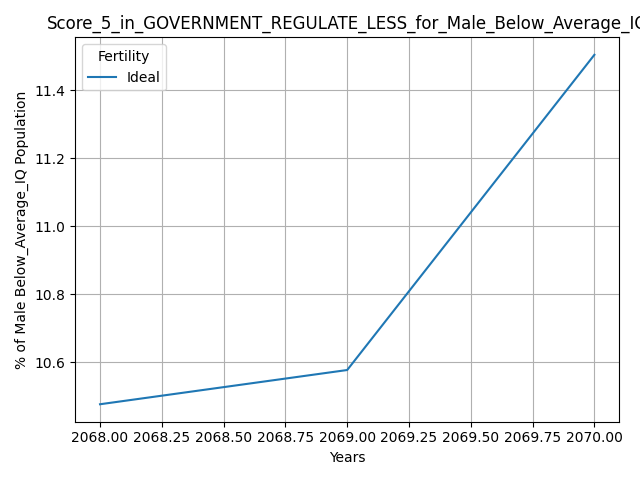 Score_5_in_GOVERNMENT_REGULATE_LESS_for_Male_Below_Average_IQ
Fertility
Ideal
11.4
11.2
11.0
10.8
10.6
% of Male Below_Average_IQ Population
2068.00 2068.25 2068.50 2068.75 2069.00 2069.25 2069.50 2069.75 2070.00
Years